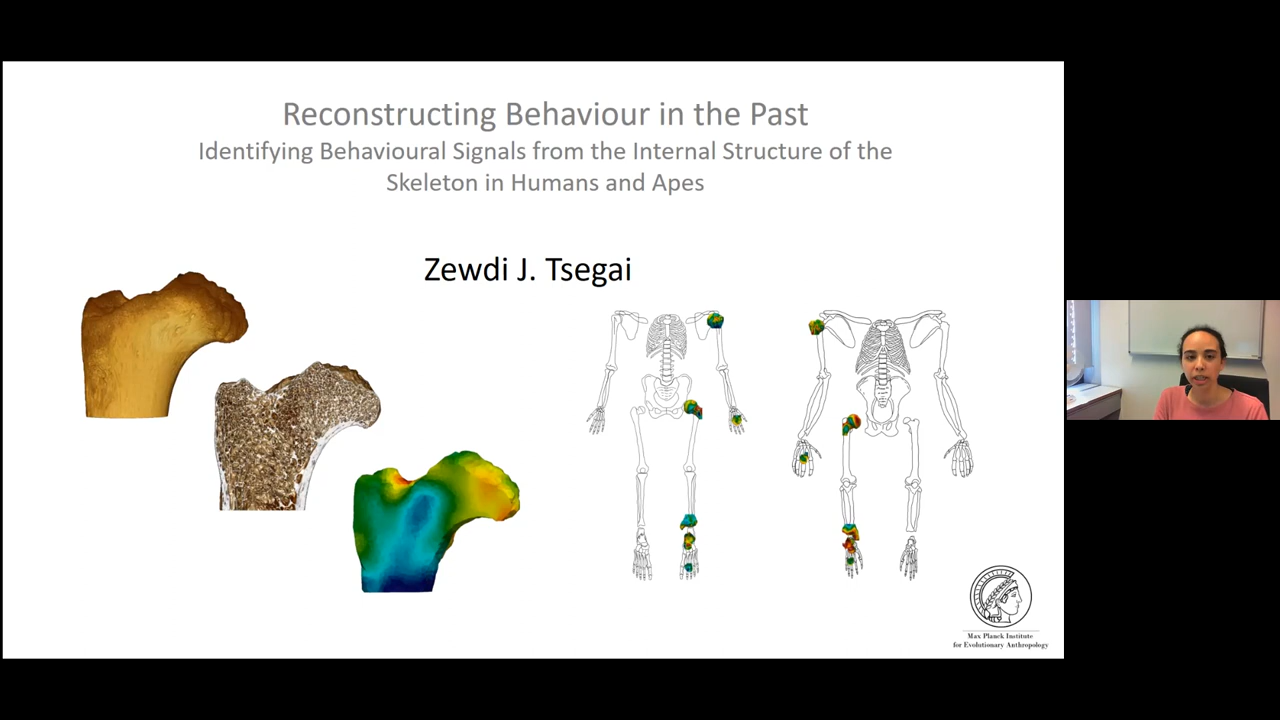 Reconstructing Behaviour in the Past
Identifying Behavioural Signals from the Internal Structure of the
Skeleton in Humans and Apes
Zewdi J. Tsegai
Max Planck Institute
for Evolutionary Anthropology